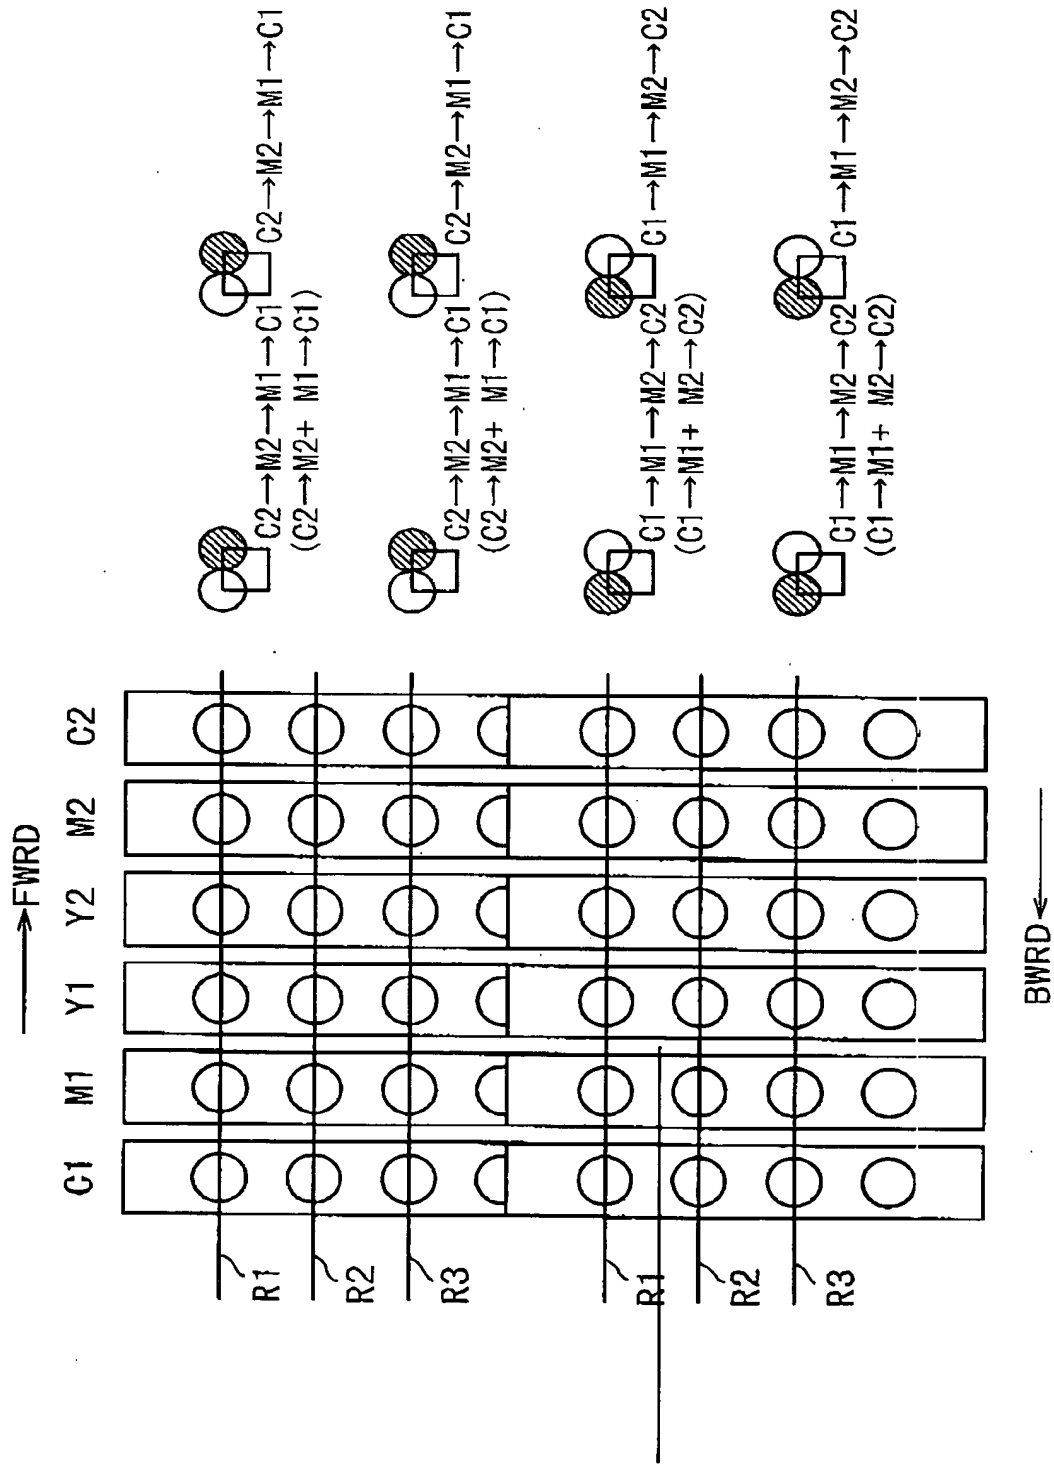 FWRD
C1 M1 Y1 Y2 M2 C2
R1
C2→M2→M1→C1 C2→M2→M1→C1
(C2→M2+ M1→C1)
R2
R3
C2→M2→M1→C1 C2→M2→M1→C1
(C2→M2+ M1→C1)
R1
C1→M1→M2→C2 C1→M1→M2→C2
(C1→M1+ M2→C2)
R2
R3
C1→M1→M2→C2 C1→M1→M2→C2
(C1→M1+ M2→C2)
BWRD